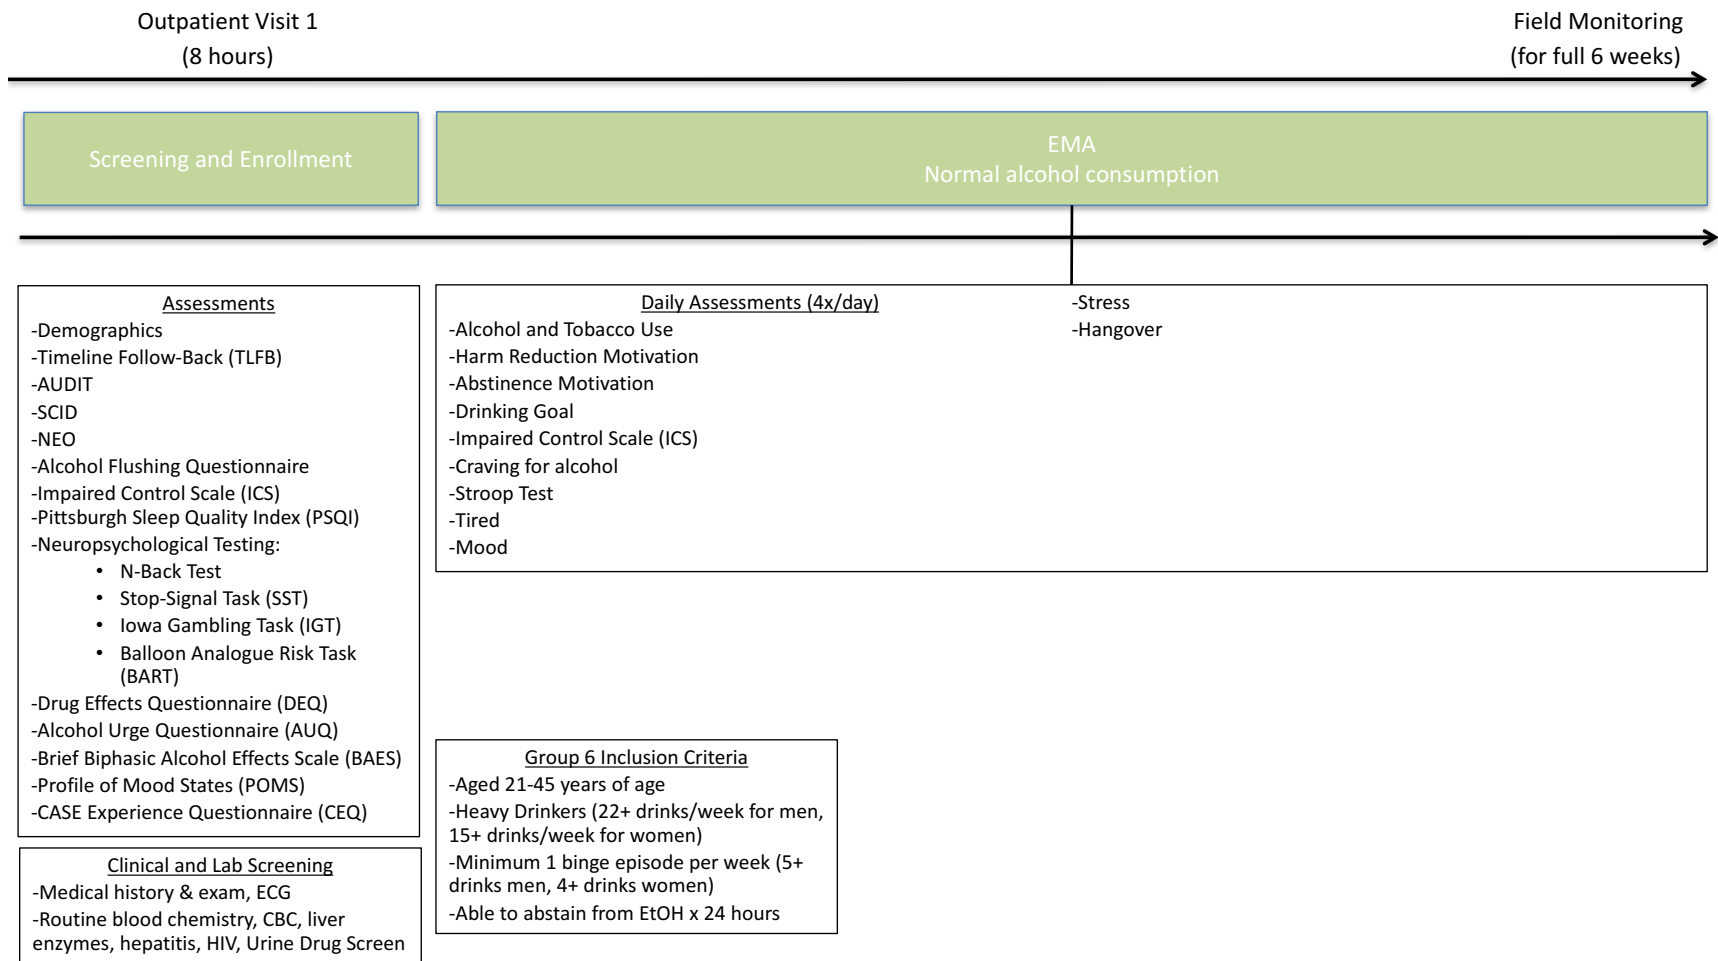 Outpatient Visit 1
(8 hours)
Field Monitoring
(for full 6 weeks)
Screening and Enrollment
EMA
Normal alcohol consumption
Assessments
-Demographics
-Timeline Follow-Back (TLFB)
-AUDIT
-SCID
-NEO
-Alcohol Flushing Questionnaire
-Impaired Control Scale (ICS)
-Pittsburgh Sleep Quality Index (PSQI)
-Neuropsychological Testing:
• N-Back Test
• Stop-Signal Task (SST)
• Iowa Gambling Task (IGT)
• Balloon Analogue Risk Task
(BART)
-Drug Effects Questionnaire (DEQ)
-Alcohol Urge Questionnaire (AUQ)
-Brief Biphasic Alcohol Effects Scale (BAES)
-Profile of Mood States (POMS)
-CASE Experience Questionnaire (CEQ)
Clinical and Lab Screening
-Medical history & exam, ECG
-Routine blood chemistry, CBC, liver
enzymes, hepatitis, HIV, Urine Drug Screen
Daily Assessments (4x/day)
-Alcohol and Tobacco Use
-Harm Reduction Motivation
-Abstinence Motivation
-Drinking Goal
-Impaired Control Scale (ICS)
-Craving for alcohol
-Stroop Test
-Tired
-Mood
-Stress
-Hangover
Group 6 Inclusion Criteria
-Aged 21-45 years of age
-Heavy Drinkers (22+ drinks/week for men,
15+ drinks/week for women)
-Minimum 1 binge episode per week (5+
drinks men, 4+ drinks women)
-Able to abstain from EtOH x 24 hours